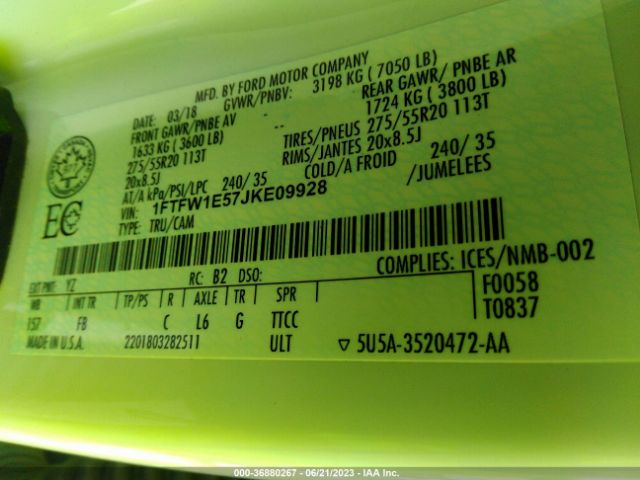 MFD. BY FORD MOTOR COMPANY
DATE: 03/18 GVWR/PNBV: 3198 KG ( 7050 LB)
FRONT GAWR/PNBE AV REAR GAWR/ PNBE AR
1633 KG ( 3600 LB) 1724 KG ( 3800 LB)
275/55R20 113T TIRES/PNEUS 275/55R20 113T
20x8.5J RIMS/JANTES 20x8.5J
AT/A kPa/PSI/LPC 240/ 35 COLD/A FROID 240/ 35
VIN: 1FTFW1E57JKE09928 /JUMELEES
TYPE: TRU/CAM
EC
COMPLIES: ICES/NMB-002
EXT PNT: YZ RC: B2 DSO: F0058
WB INT TR TP/PS R AXLE TR SPR T0837
157 FB C L6 G TTCC
MADE IN U.S.A. 2201803282511 ULT ▽ 5U5A-3520472-AA
000-36880267 - 06/21/2023 - IAA Inc.